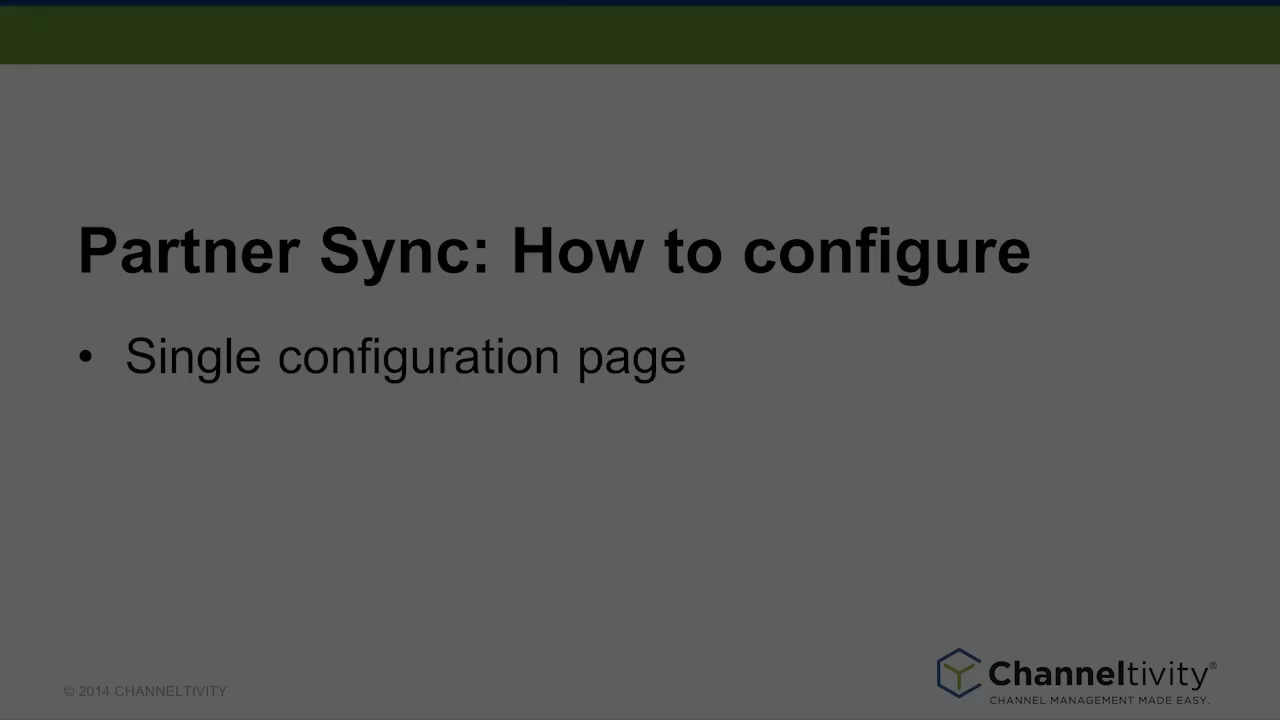 Partner Sync: How to configure
• Single configuration page
© 2014 CHANNELTIVITY
Channeltivity®
CHANNEL MANAGEMENT MADE EASY.